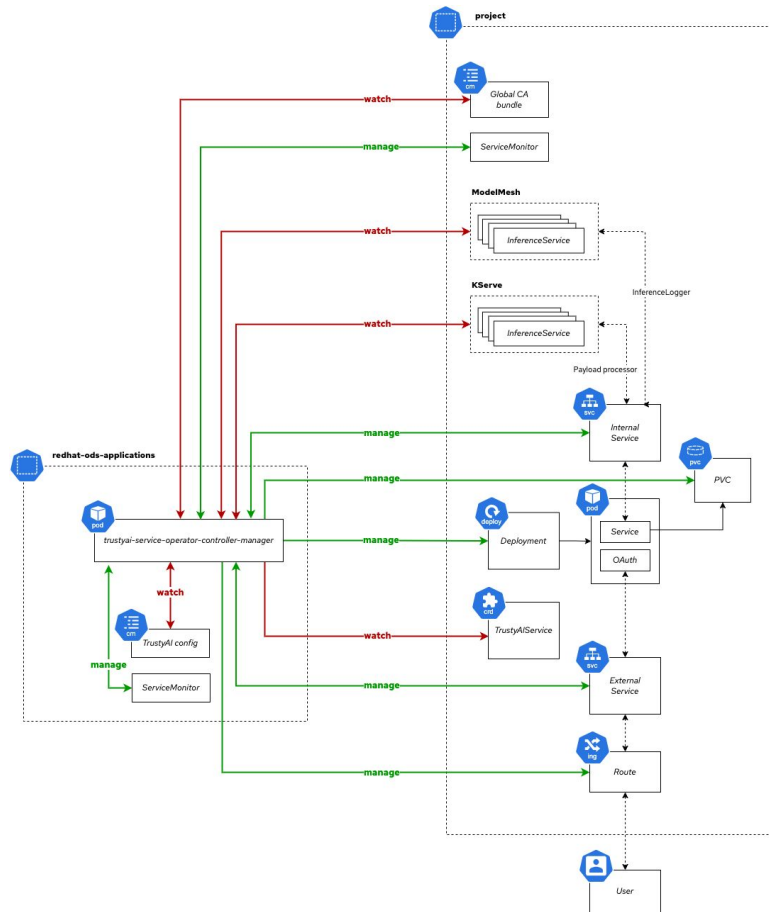 project
cm
Global CA
bundle
watch
manage
ServiceMonitor
ModelMesh
watch
InferenceService
KServe
InferenceLogger
watch
InferenceService
Payload processor
svc
manage
Internal
Service
redhat-ods-applications
pvc
manage
PVC
pod
trustyai-service-operator-controller-manager
manage
deploy
Deployment
pod
Service
OAuth
watch
cm
TrustyAI config
manage
ServiceMonitor
crd
watch
TrustyAIService
svc
manage
External
Service
ing
manage
Route
User